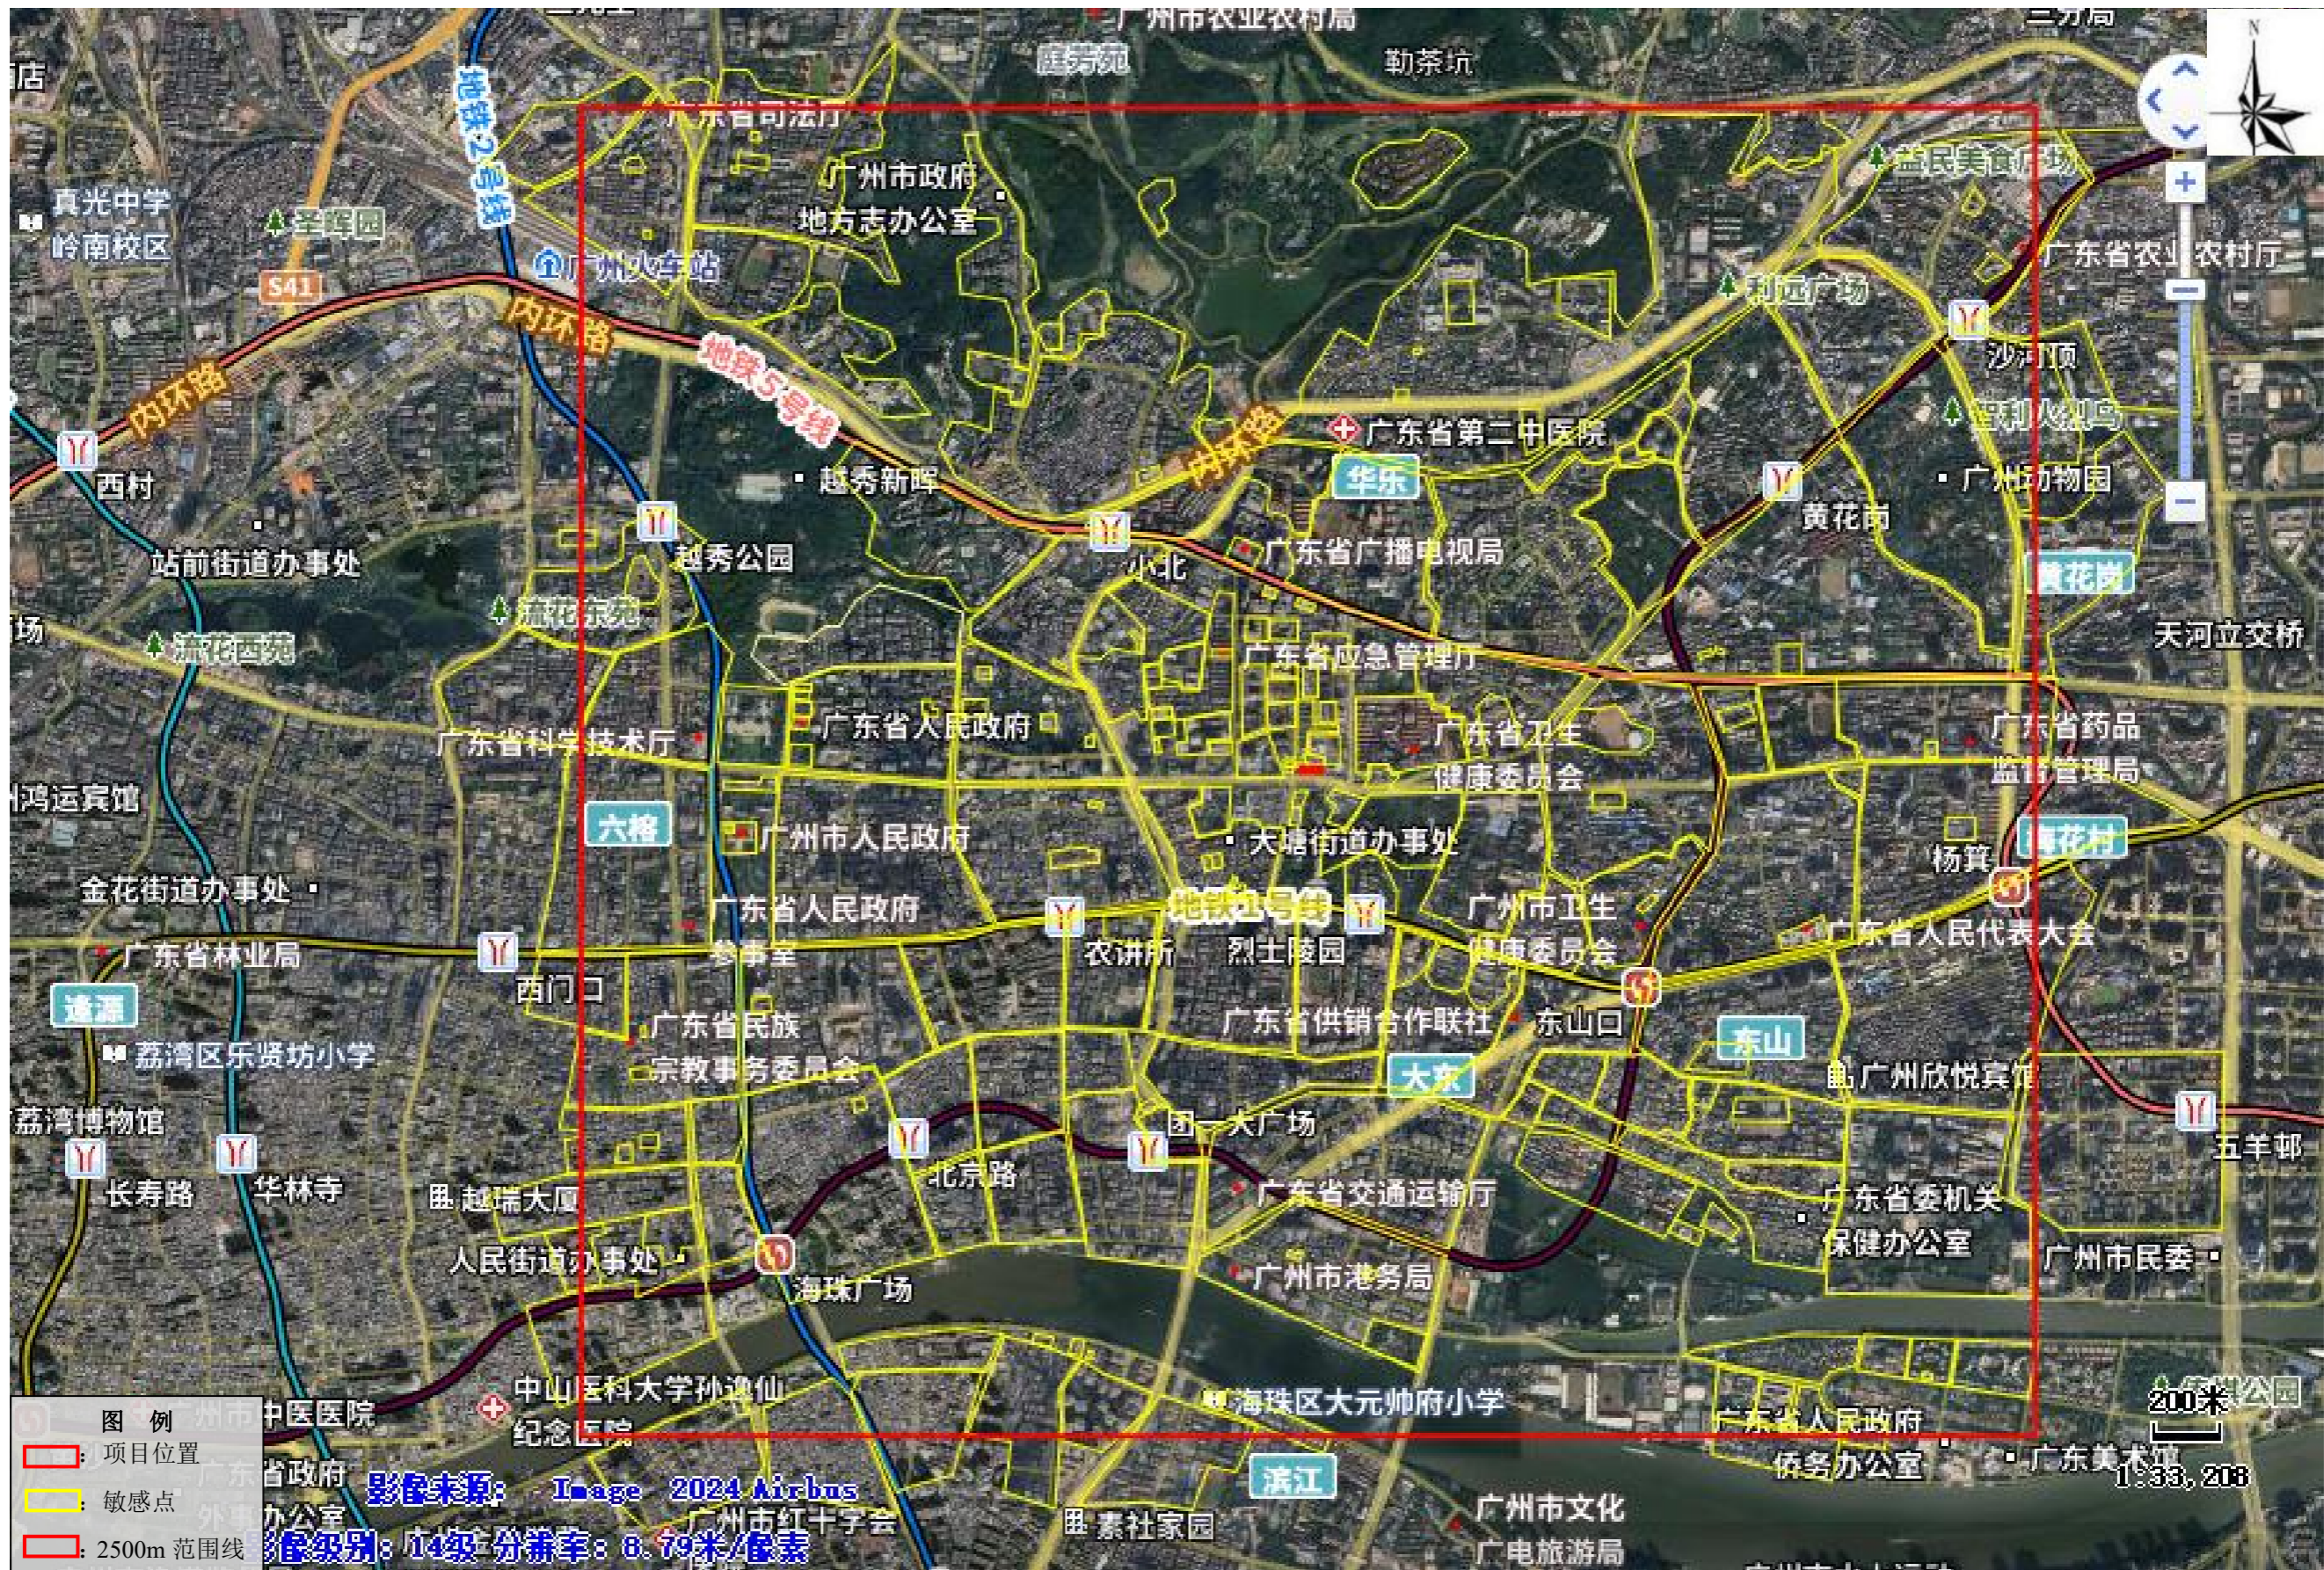 广州市农业农村局
三分局
N
庭芳苑
勒茶坑
店
广东省司法厅
地铁2号线
益民美食广场
广州市政府
地方志办公室
真光中学
岭南校区
圣晖园
广东省农业农村厅
广州火车站
S41
利远广场
内环路
地铁5号线
沙河顶
内环路
内环路
广东省第二中医院
智利火烈鸟
华乐
越秀新晖
广州动物园
西村
黄花岗
越秀公园
小北
广东省广播电视局
站前街道办事处
黄花岗
流花东苑
场
流花西苑
天河立交桥
广东省应急管理厅
广东省科学技术厅
广东省人民政府
广东省卫生
健康委员会
广东省药品
监督管理局
鸿运宾馆
六榕
广州市人民政府
大塘街道办事处
梅花村
杨箕
金花街道办事处
广东省人民政府
参事室
地铁1号线
广州市卫生
健康委员会
广东省林业局
农讲所
烈士陵园
广东省人民代表大会
西门口
逢源
广东省民族
宗教事务委员会
广东省供销合作联社
东山口
东山
荔湾区乐贤坊小学
大东
广州欣悦宾馆
荔湾博物馆
团一大广场
五羊邨
长寿路
华林寺
越瑞大厦
北京路
广东省交通运输厅
广东省委机关
保健办公室
人民街道办事处
海珠广场
广州市港务局
广州市民委
中山医科大学孙逸仙
纪念医院
海珠区大元帅府小学
公园
200米
图 例
广州市中医医院
广东省人民政府
侨务办公室
：项目位置
广东省政府
外事办公室
滨江
广东美术馆
1:33,208
：敏感点
影像来源： Image 2024 Airbus
广州市红十字会
素社家园
广州市文化
广电旅游局
：2500m 范围线
影像级别：14级 分辨率：8.79米/像素